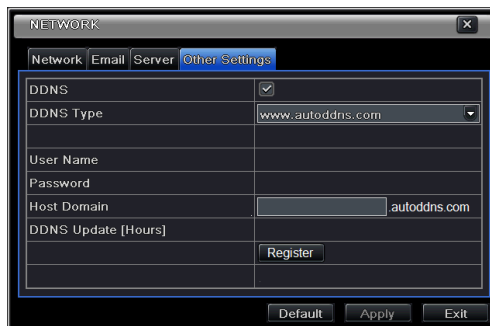 NETWORK
Network Email Server Other Settings
DDNS
DDNS Type www.autoddns.com
User Name
Password
Host Domain .autoddns.com
DDNS Update [Hours]
Register
Default Apply Exit